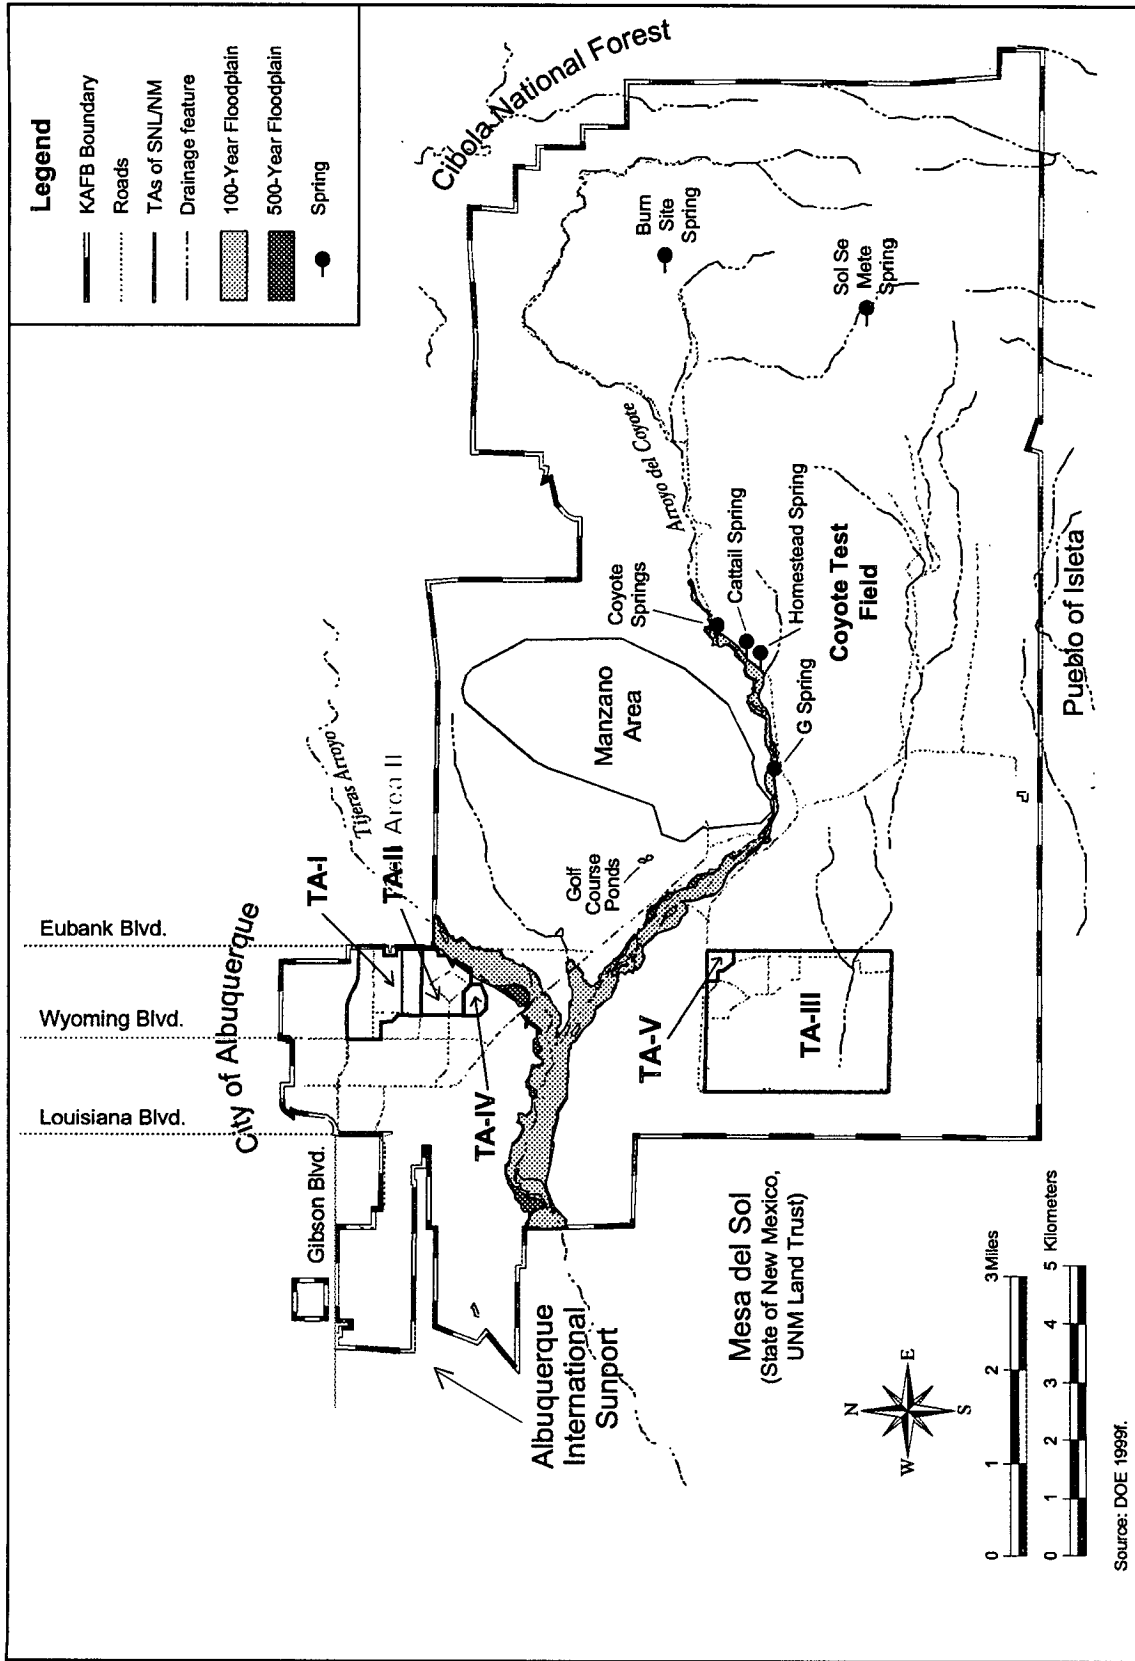 Legend
KAFB Boundary
Roads
TAs of SNL/NM
Drainage feature
100-Year Floodplain
500-Year Floodplain
Spring
Cibola National Forest
Burn
Site
Spring
Sol Se
Mete
Spring
Arroyo del Coyote
Coyote
Springs
Cattail Spring
Homestead Spring
G Spring
Coyote Test
Field
Pueblo of Isleta
Manzano
Area
Tijeras Arroyo
Golf
Course
Ponds
Eubank Blvd.
Wyoming Blvd.
Louisiana Blvd.
Gibson Blvd.
City of Albuquerque
TA-I
TA-II
Area II
TA-IV
TA-V
TA-III
Albuquerque
International
Sunport
Mesa del Sol
(State of New Mexico,
UNM Land Trust)
N
E
S
W
0 1 2 3 Miles
0 1 2 3 4 5 Kilometers
Source: DOE 1999f.